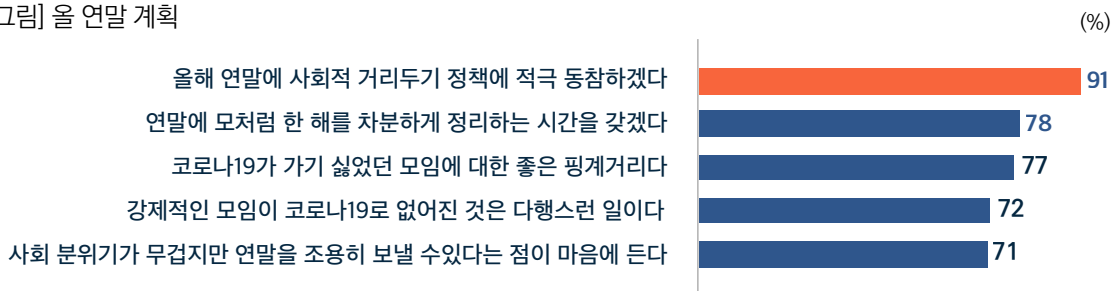 그림] 올 연말 계획
(%)
올해 연말에 사회적 거리두기 정책에 적극 동참하겠다 91
연말에 모처럼 한 해를 차분하게 정리하는 시간을 갖겠다 78
코로나19가 가기 싫었던 모임에 대한 좋은 핑계거리다 77
강제적인 모임이 코로나19로 없어진 것은 다행스런 일이다 72
사회 분위기가 무겁지만 연말을 조용히 보낼 수있다는 점이 마음에 든다 71